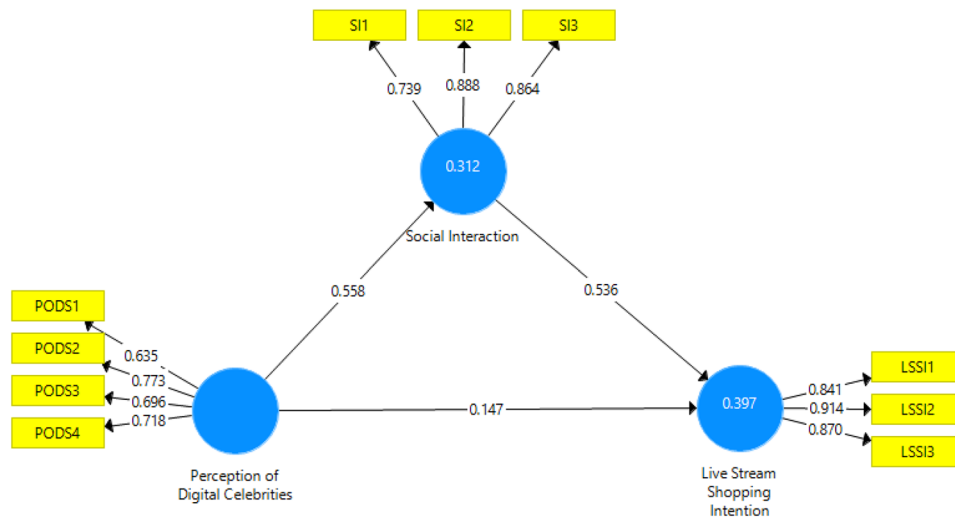 SI1 SI2 SI3
0.739 0.888 0.864
0.312
Social Interaction
0.558 0.536
PODS1
PODS2
PODS3
PODS4
0.635
0.773
0.696
0.718
Perception of
Digital Celebrities
0.147
0.397
Live Stream
Shopping
Intention
0.841
0.914
0.870
LSSI1
LSSI2
LSSI3